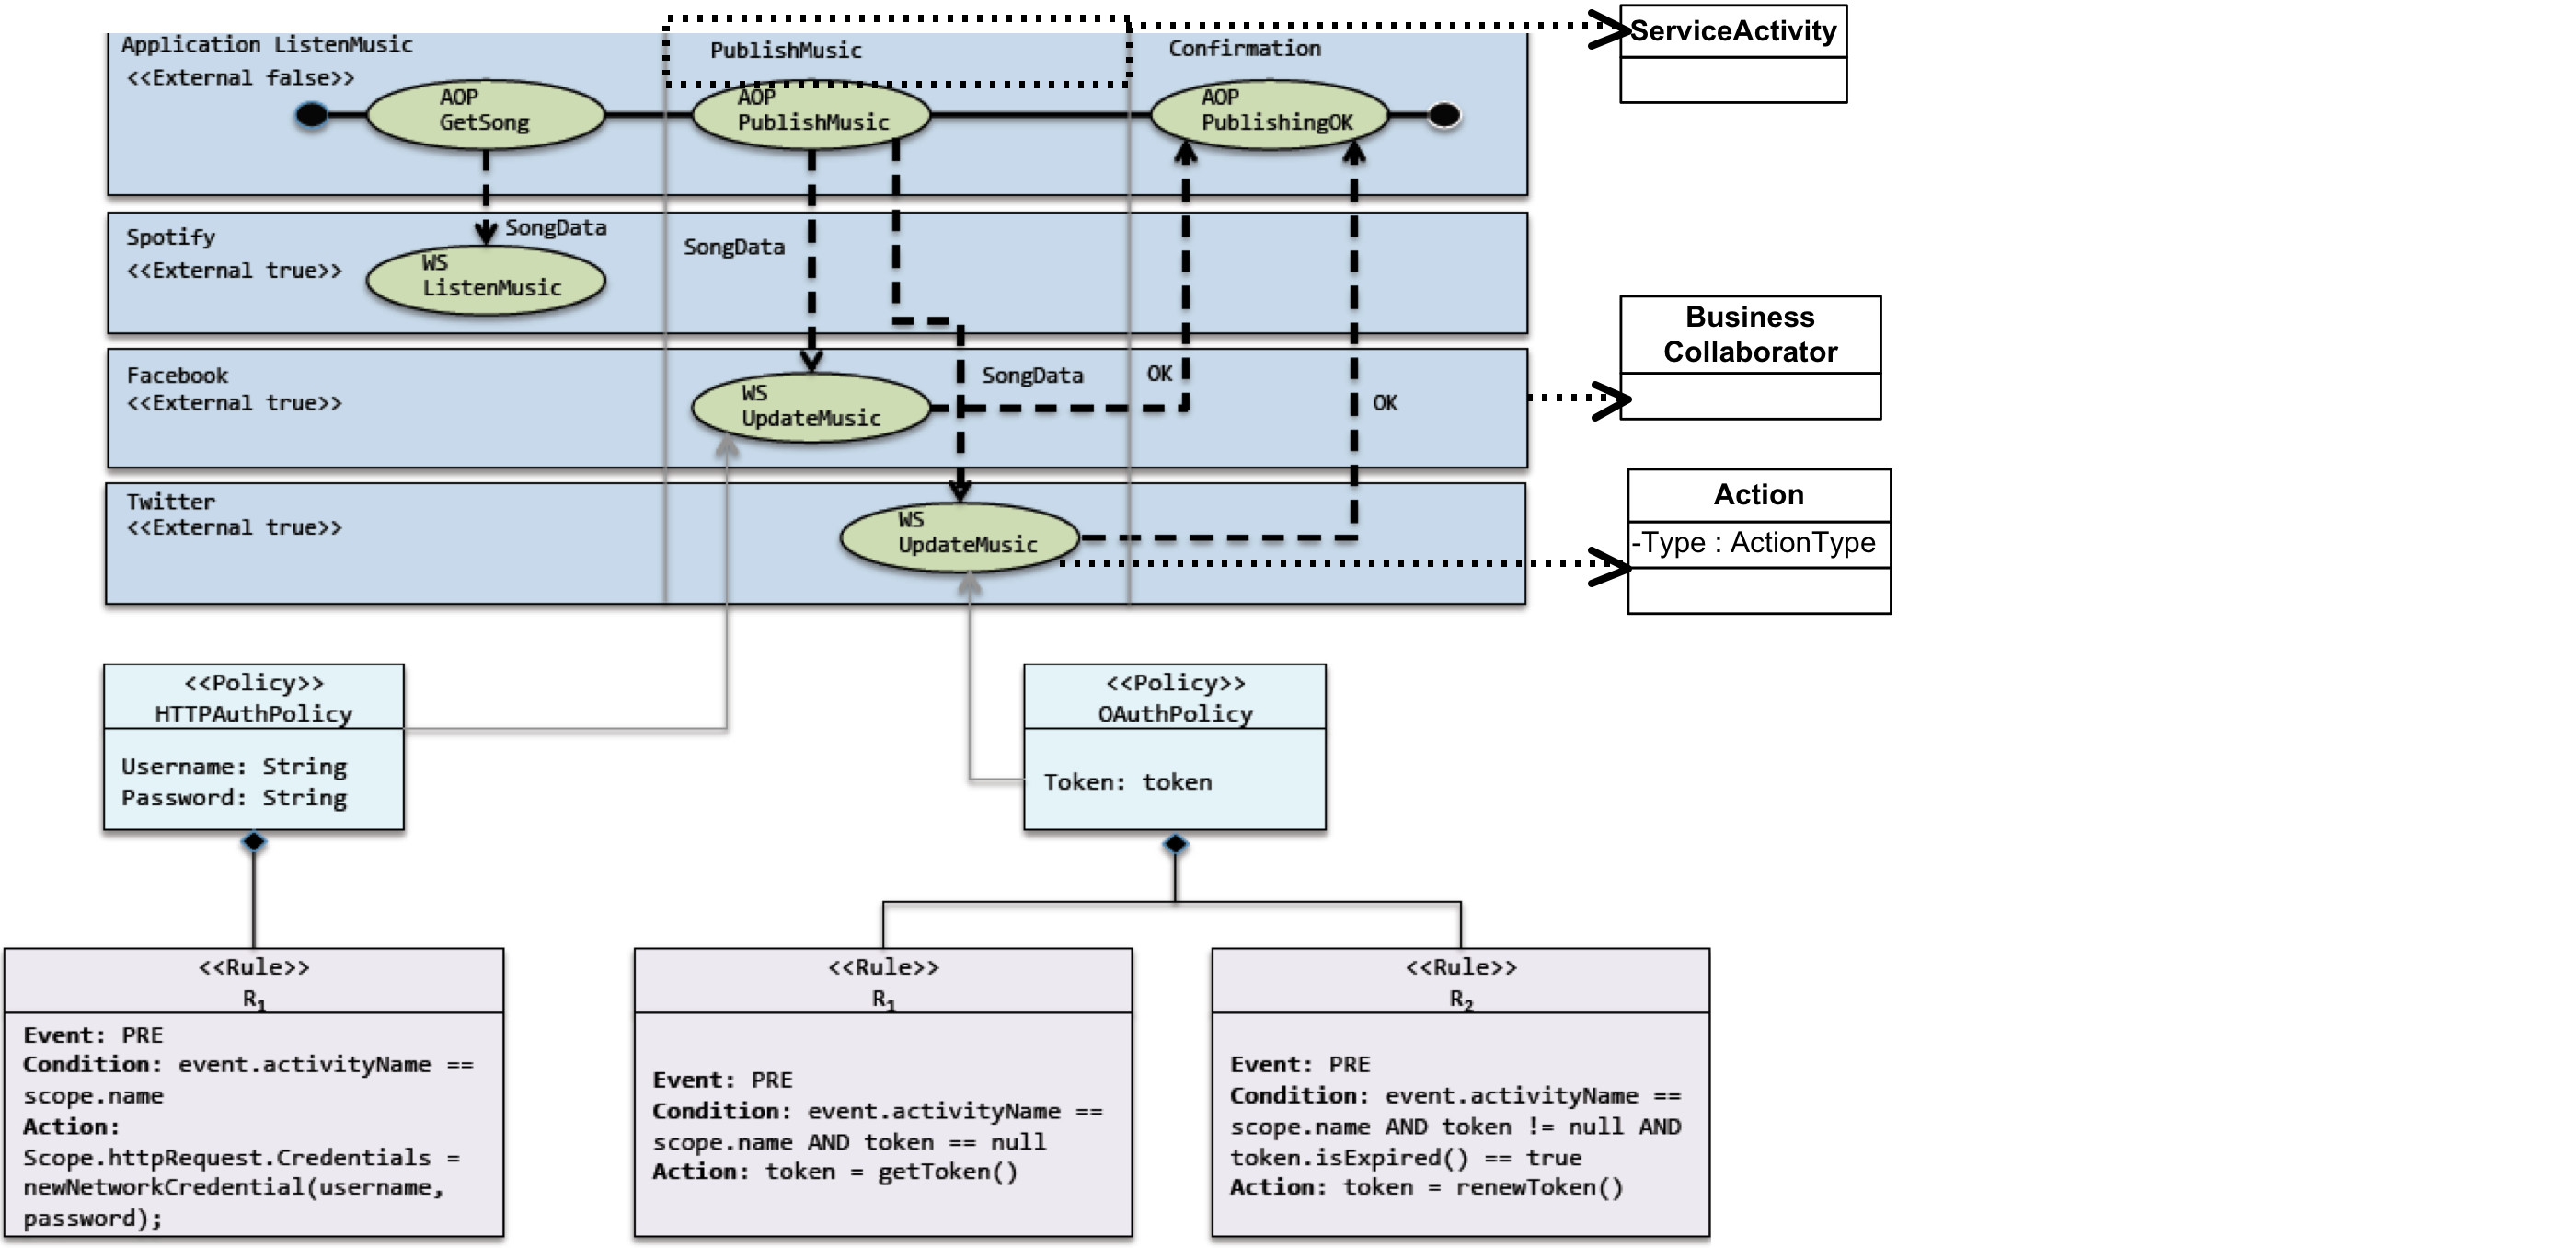 Application ListenMusic
<<External false>>
PublishMusic
Confirmation
ServiceActivity
AOP
GetSong
AOP
PublishMusic
AOP
PublishingOK
Spotify
<<External true>>
SongData
WS
ListenMusic
SongData
Business
Collaborator
Facebook
<<External true>>
WS
UpdateMusic
SongData
OK
OK
Twitter
<<External true>>
WS
UpdateMusic
Action
-Type : ActionType
<<Policy>>
HTTPAuthPolicy
Username: String
Password: String
<<Policy>>
OAuthPolicy
Token: token
<<Rule>>
R1
Event: PRE
Condition: event.activityName ==
scope.name
Action:
Scope.httpRequest.Credentials =
newNetworkCredential(username,
password);
<<Rule>>
R1
Event: PRE
Condition: event.activityName ==
scope.name AND token == null
Action: token = getToken()
<<Rule>>
R2
Event: PRE
Condition: event.activityName ==
scope.name AND token != null AND
token.isExpired() == true
Action: token = renewToken()